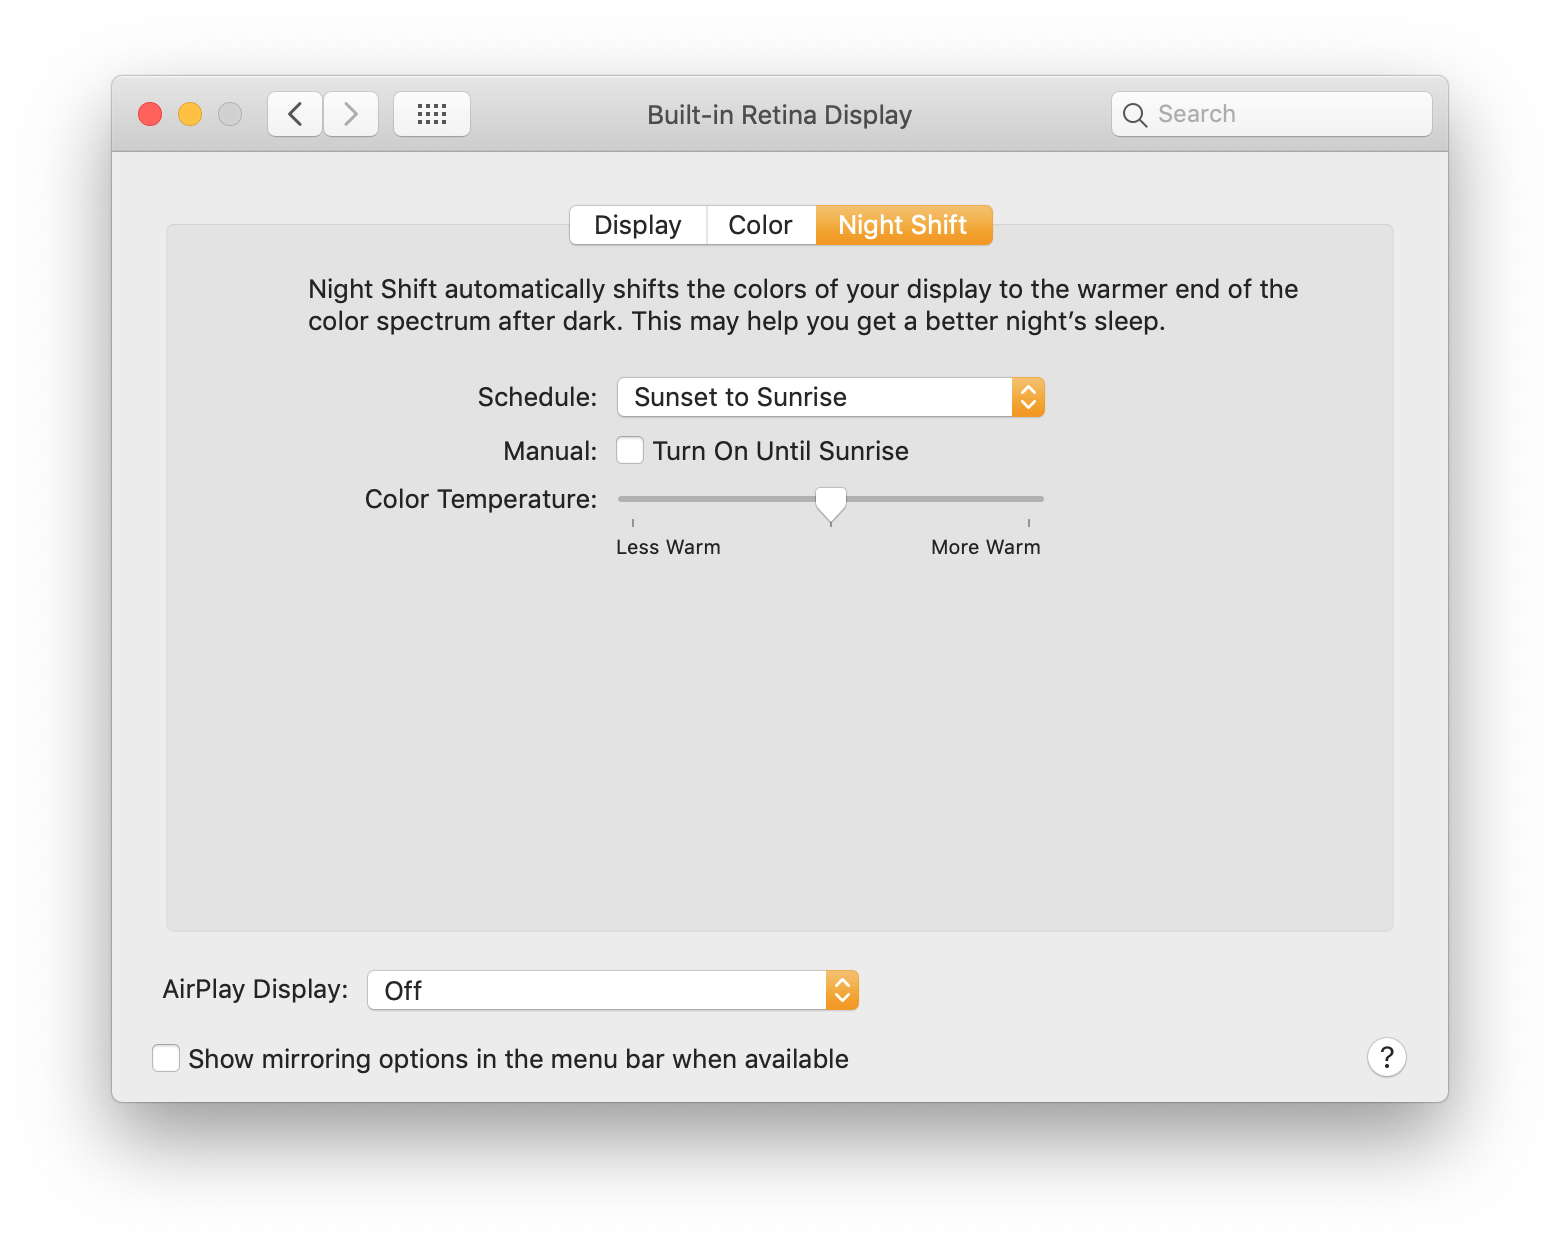 Built-in Retina Display
Search
Display
Color
Night Shift
Night Shift automatically shifts the colors of your display to the warmer end of the
color spectrum after dark. This may help you get a better night’s sleep.
Schedule: Sunset to Sunrise
Manual: Turn On Until Sunrise
Color Temperature:
Less Warm
More Warm
AirPlay Display: Off
Show mirroring options in the menu bar when available
?